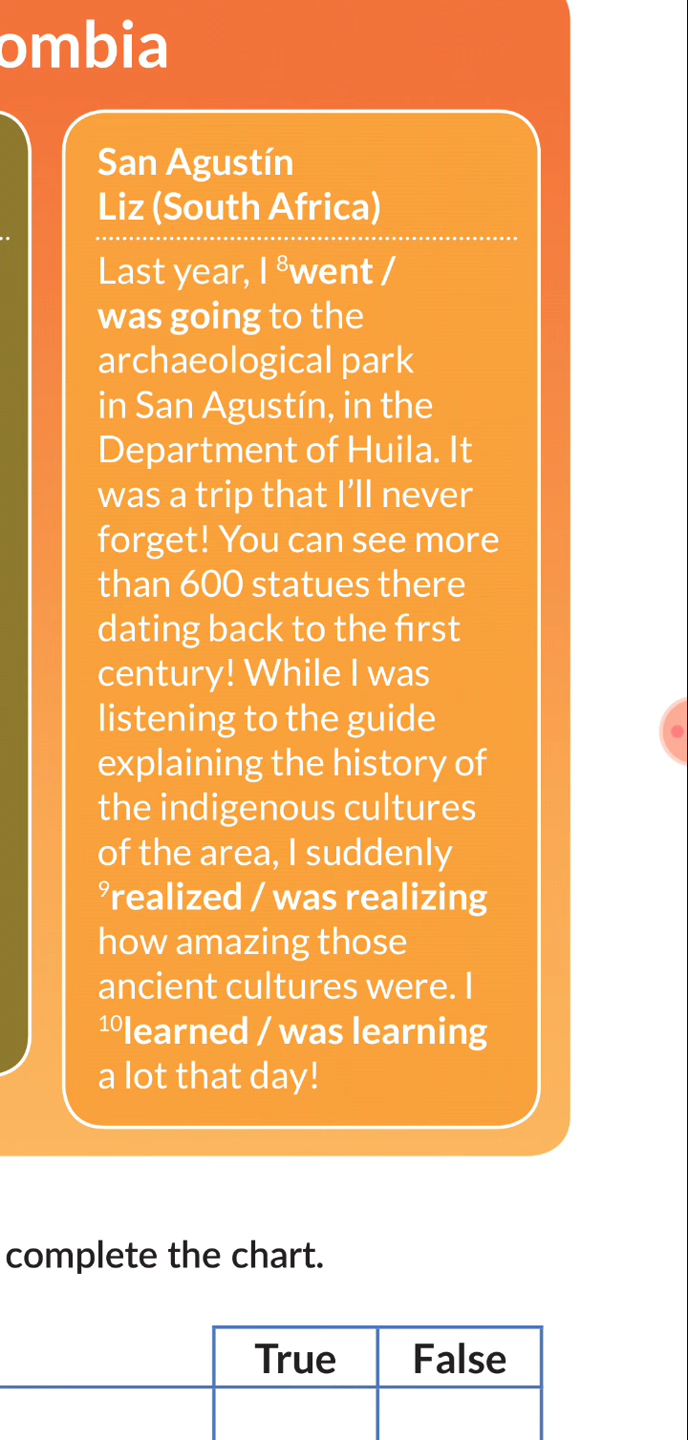 ombia
San Agustín
Liz (South Africa)
Last year, I ⁸went /
was going to the
archaeological park
in San Agustín, in the
Department of Huila. It
was a trip that I’ll never
forget! You can see more
than 600 statues there
dating back to the first
century! While I was
listening to the guide
explaining the history of
the indigenous cultures
of the area, I suddenly
⁹realized / was realizing
how amazing those
ancient cultures were. I
¹⁰learned / was learning
a lot that day!
complete the chart.
True False